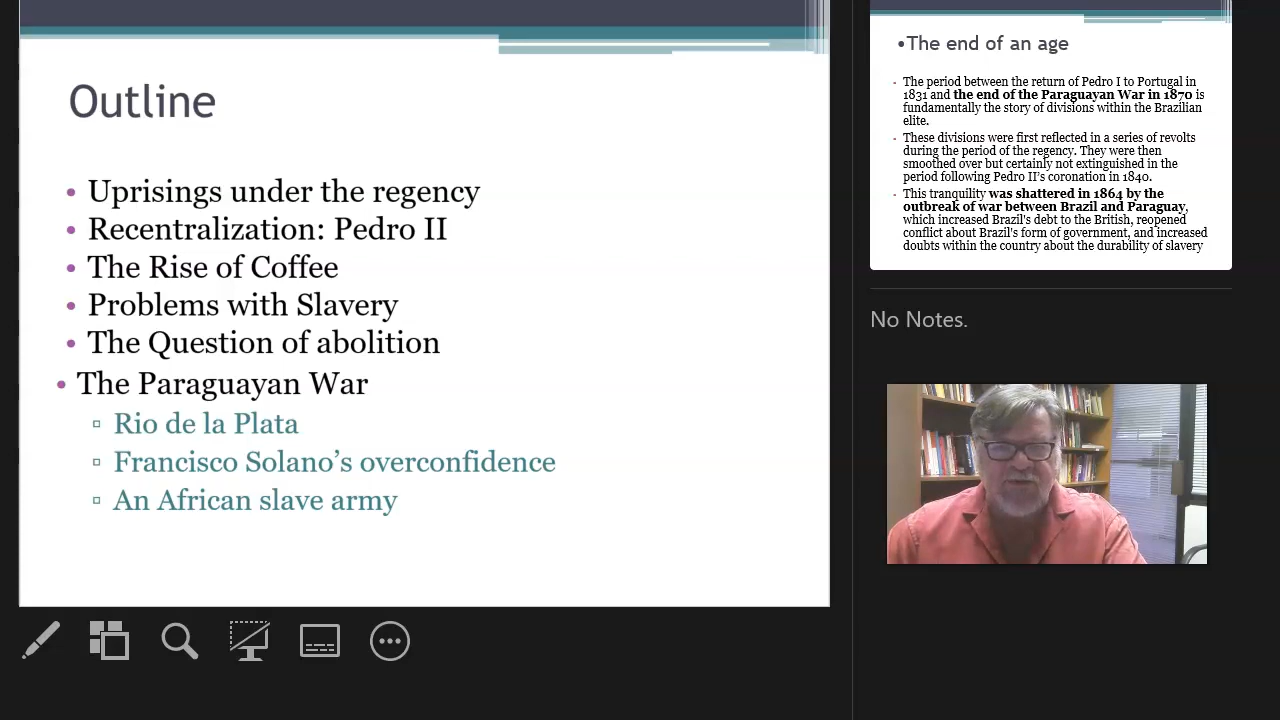 Outline
• Uprisings under the regency
• Recentralization: Pedro II
• The Rise of Coffee
• Problems with Slavery
• The Question of abolition
• The Paraguayan War
▫ Rio de la Plata
▫ Francisco Solano’s overconfidence
▫ An African slave army
•The end of an age
- The period between the return of Pedro I to Portugal in
1831 and the end of the Paraguayan War in 1870 is
fundamentally the story of divisions within the Brazilian
elite.
- These divisions were first reflected in a series of revolts
during the period of the regency. They were then
smoothed over but certainly not extinguished in the
period following Pedro II’s coronation in 1840.
- This tranquility was shattered in 1864 by the
outbreak of war between Brazil and Paraguay,
which increased Brazil's debt to the British, reopened
conflict about Brazil's form of government, and increased
doubts within the country about the durability of slavery
No Notes.